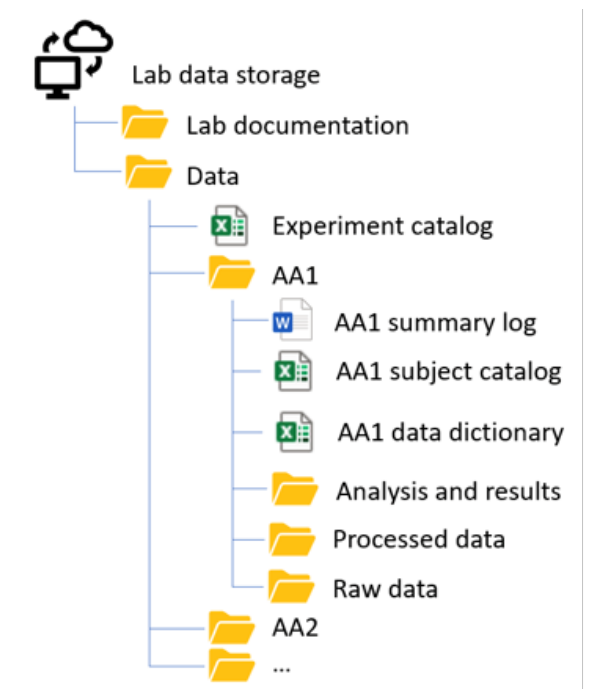 Lab data storage
Lab documentation
Data
Experiment catalog
AA1
AA1 summary log
AA1 subject catalog
AA1 data dictionary
Analysis and results
Processed data
Raw data
AA2
...